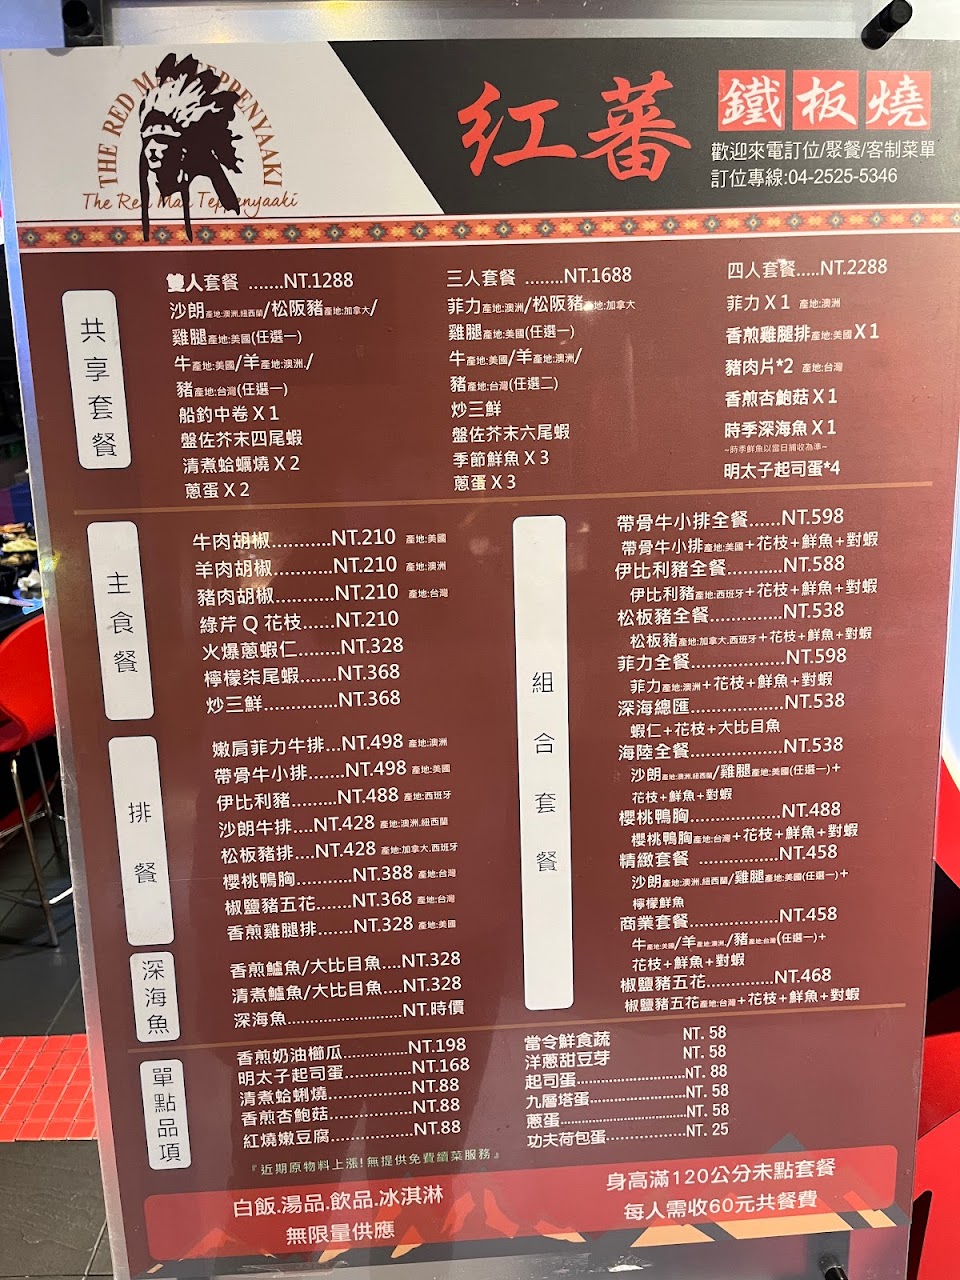 THE RED MAN TEPPENYAAKI
The Red Man Teppenyaaki
紅蕃
鐵板燒
歡迎來電訂位/聚餐/客制菜單
訂位專線:04-2525-5346
共享套餐
雙人套餐 ........NT.1288
沙朗產地:澳洲.紐西蘭/松阪豬產地:加拿大/
雞腿產地:美國(任選一)
牛產地:美國/羊產地:澳洲./
豬產地:台灣(任選一)
船釣中卷 X 1
盤佐芥末四尾蝦
清煮蛤蠣燒 X 2
蔥蛋 X 2
三人套餐 ........NT.1688
菲力產地:澳洲/松阪豬產地:加拿大
雞腿產地:美國(任選一)
牛產地:美國/羊產地:澳洲/
豬產地:台灣(任選二)
炒三鮮
盤佐芥末六尾蝦
季節鮮魚 X 3
蔥蛋 X 3
四人套餐.....NT.2288
菲力 X 1 產地:澳洲
香煎雞腿排產地:美國 X 1
豬肉片*2 產地:台灣
香煎杏鮑菇 X 1
時季深海魚 X 1
~時季鮮魚以當日捕收為準~
明太子起司蛋*4
主食餐
牛肉胡椒............NT.210 產地:美國
羊肉胡椒............NT.210 產地:澳洲
豬肉胡椒............NT.210 產地:台灣
綠芹 Q 花枝......NT.210
火爆蔥蝦仁........NT.328
檸檬柒尾蝦.......NT.368
炒三鮮...............NT.368
排餐
嫩肩菲力牛排...NT.498 產地:澳洲
帶骨牛小排.......NT.498 產地:美國
伊比利豬..........NT.488 產地:西班牙
沙朗牛排....NT.428 產地:澳洲.紐西蘭
松板豬排....NT.428 產地:加拿大.西班牙
櫻桃鴨胸...........NT.388 產地:台灣
椒鹽豬五花.......NT.368 產地:台灣
香煎雞腿排.......NT.328 產地:美國
深海魚
香煎鱸魚/大比目魚....NT.328
清煮鱸魚/大比目魚....NT.328
深海魚.......................NT.時價
組合套餐
帶骨牛小排全餐......NT.598
帶骨牛小排產地:美國+花枝+鮮魚+對蝦
伊比利豬全餐...........NT.588
伊比利豬產地:西班牙+花枝+鮮魚+對蝦
松板豬全餐..............NT.538
松板豬產地:加拿大.西班牙+花枝+鮮魚+對蝦
菲力全餐.................NT.598
菲力產地:澳洲+花枝+鮮魚+對蝦
深海總匯.................NT.538
蝦仁+花枝+大比目魚
海陸全餐.................NT.538
沙朗產地:澳洲.紐西蘭/雞腿產地:美國(任選一)+
花枝+鮮魚+對蝦
櫻桃鴨胸.................NT.488
櫻桃鴨胸產地:台灣+花枝+鮮魚+對蝦
精緻套餐 ...............NT.458
沙朗產地:澳洲.紐西蘭/雞腿產地:美國(任選一)+
檸檬鮮魚
商業套餐.................NT.458
牛產地:美國/羊產地:澳洲./豬產地:台灣(任選一)+
花枝+鮮魚+對蝦
椒鹽豬五花.............NT.468
椒鹽豬五花產地:台灣+花枝+鮮魚+對蝦
單點品項
香煎奶油櫛瓜..............NT.198
明太子起司蛋..............NT.168
清煮蛤蜊燒.................NT.88
香煎杏鮑菇.................NT.88
紅燒嫩豆腐.................NT.88
當令鮮食蔬 NT. 58
洋蔥甜豆芽 NT. 58
起司蛋..........................NT. 88
九層塔蛋.......................NT. 58
蔥蛋..............................NT. 58
功夫荷包蛋...................NT. 25
『近期原物料上漲!無提供免費續菜服務』
白飯.湯品.飲品.冰淇淋
無限量供應
身高滿120公分未點套餐
每人需收60元共餐費